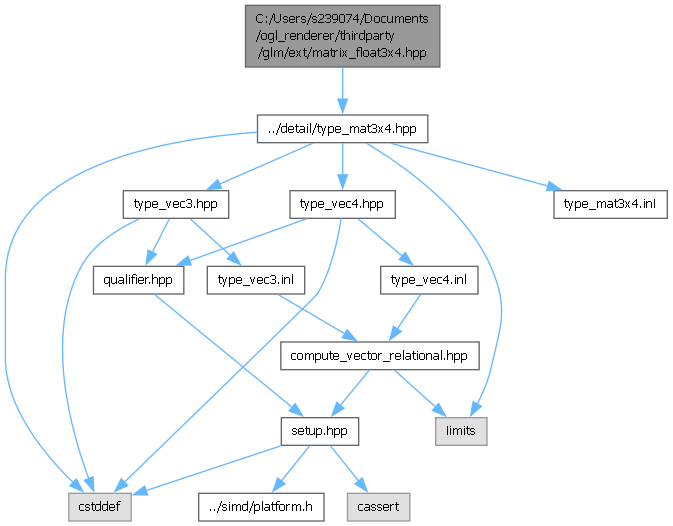 C:/Users/s239074/Documents
/ogl_renderer/thirdparty
/glm/ext/matrix_float3x4.hpp
../detail/type_mat3x4.hpp
type_vec3.hpp
type_vec4.hpp
type_mat3x4.inl
qualifier.hpp
type_vec3.inl
type_vec4.inl
compute_vector_relational.hpp
setup.hpp
limits
cstddef
../simd/platform.h
cassert